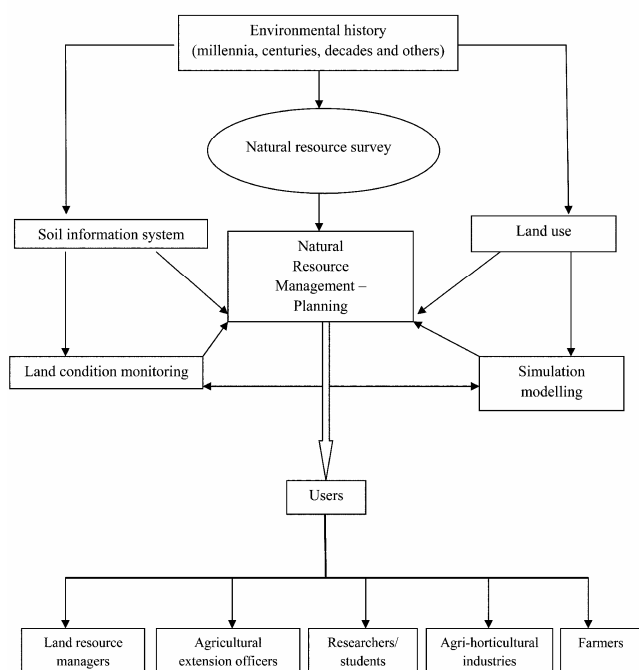 Environmental history
(millennia, centuries, decades and others)
Natural resource survey
Soil information system
Natural
Resource
Management –
Planning
Land use
Land condition monitoring
Simulation
modelling
Users
Land resource
managers
Agricultural
extension officers
Researchers/
students
Agri-horticultural
industries
Farmers